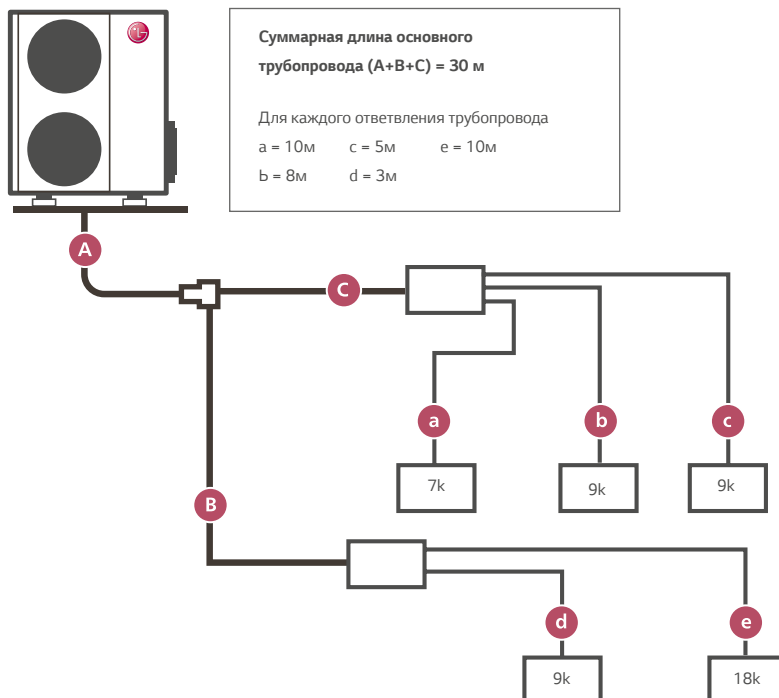 LG
Суммарная длина основного
трубопровода (A+B+C) = 30 м
Для каждого ответвления трубопровода
a = 10м c = 5м e = 10м
b = 8м d = 3м
A
C
a
b
c
7k
9k
9k
B
d
e
9k
18k